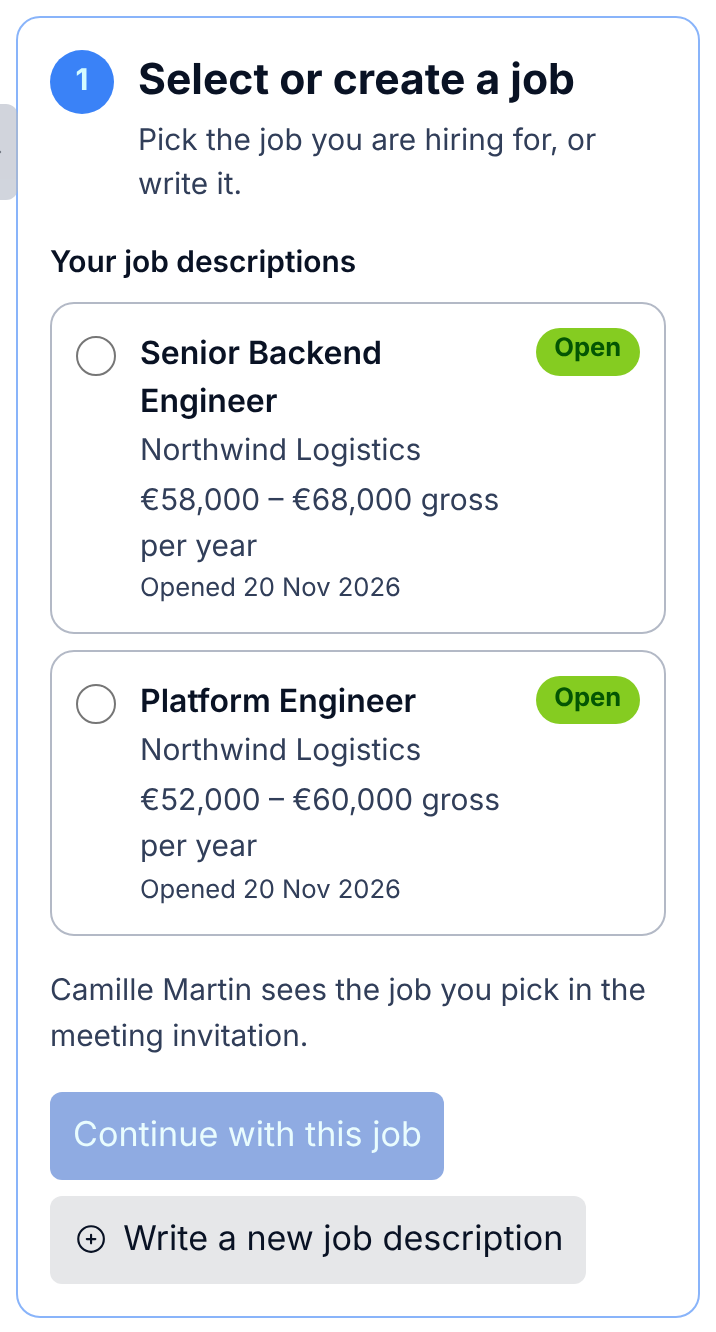 1
Select or create a job
Pick the job you are hiring for, or
write it.
Your job descriptions
Senior Backend
Engineer
Open
Northwind Logistics
€58,000 – €68,000 gross
per year
Opened 20 Nov 2026
Platform Engineer
Open
Northwind Logistics
€52,000 – €60,000 gross
per year
Opened 20 Nov 2026
Camille Martin sees the job you pick in the
meeting invitation.
Continue with this job
Write a new job description